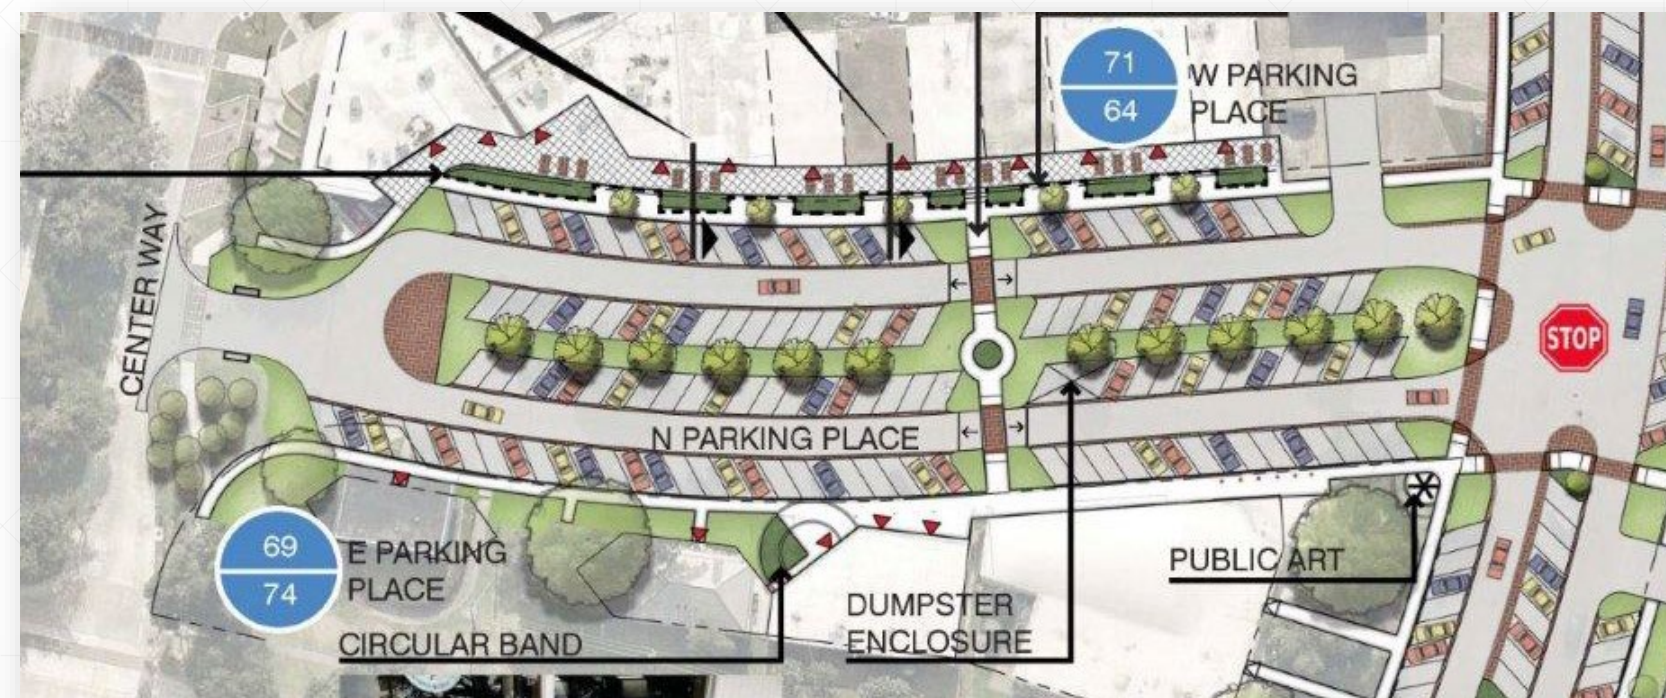 71
64
W PARKING
PLACE
CENTER WAY
STOP
N PARKING PLACE
69
74
E PARKING
PLACE
CIRCULAR BAND
DUMPSTER
ENCLOSURE
PUBLIC ART